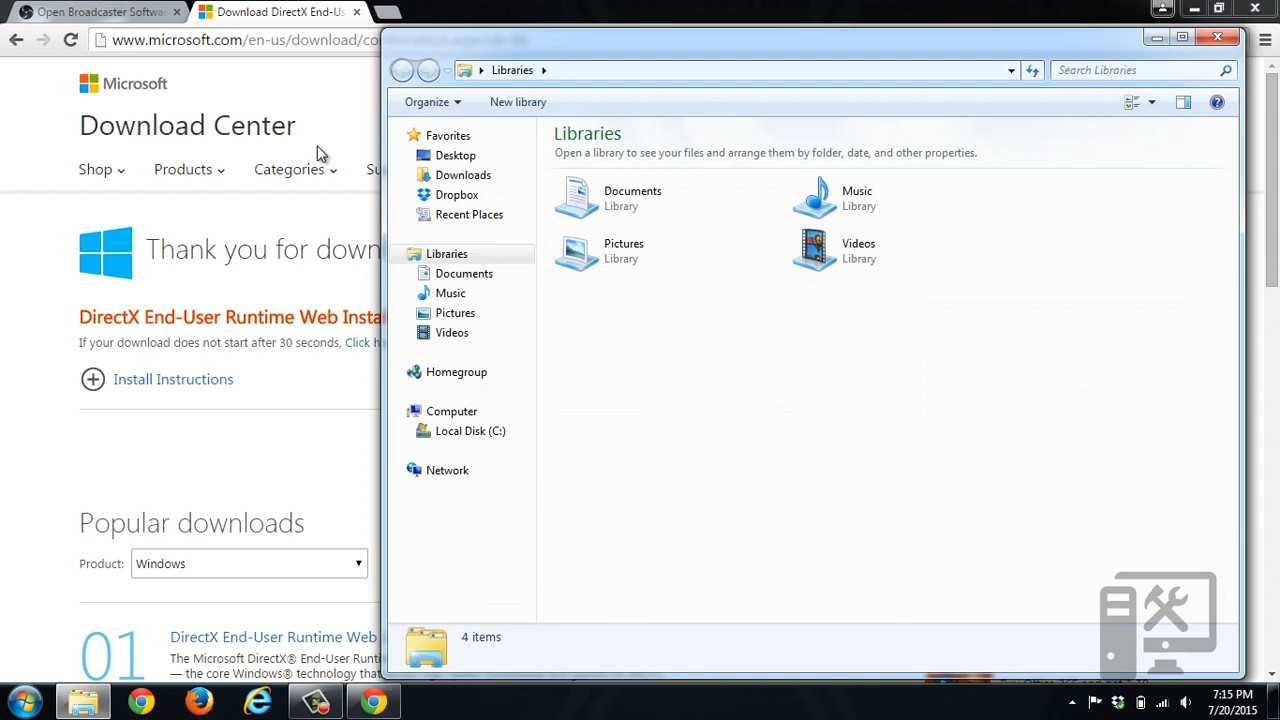 Open Broadcaster Softwa
Download DirectX End-Us
www.microsoft.com/en-us/download/co
Microsoft
Download Center
Shop
Products
Categories
Su
Thank you for down
DirectX End-User Runtime Web Insta
If your download does not start after 30 seconds, Click h
Install Instructions
Popular downloads
Product:
Windows
01
DirectX End-User Runtime Web
The Microsoft DirectX® End-User Runti
— the core Windows® technology that
Libraries
Search Libraries
Organize
New library
Favorites
Desktop
Downloads
Dropbox
Recent Places
Libraries
Documents
Music
Pictures
Videos
Homegroup
Computer
Local Disk (C:)
Network
Libraries
Open a library to see your files and arrange them by folder, date, and other properties.
Documents
Library
Music
Library
Pictures
Library
Videos
Library
4 items
7:15 PM
7/20/2015